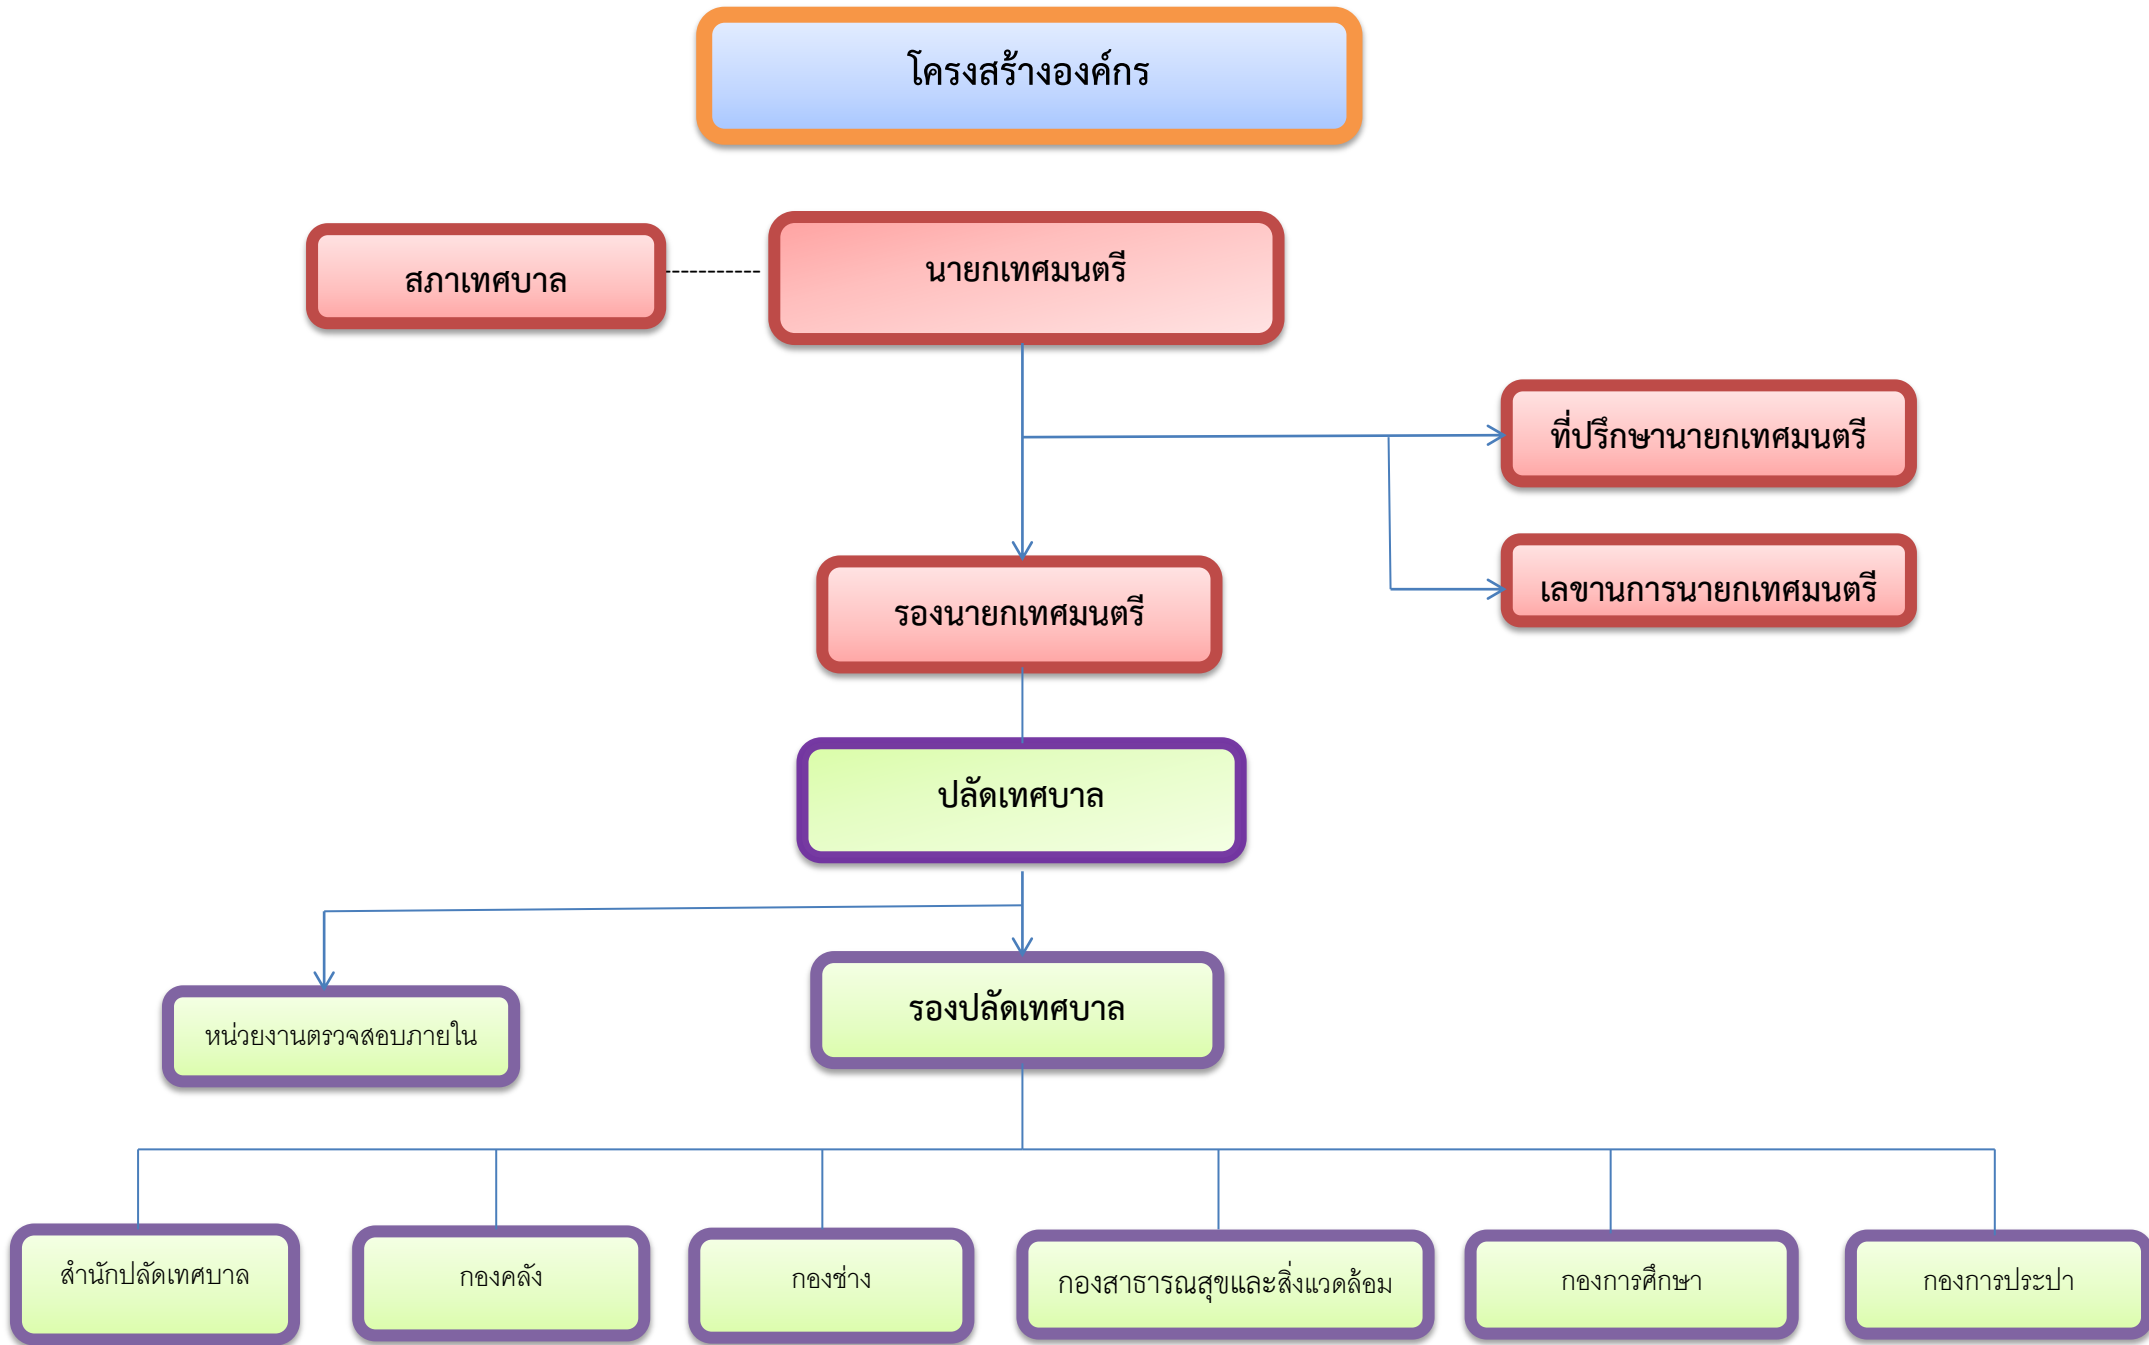 โครงสร้างองค์กร
สภาเทศบาล
นายกเทศมนตรี
ที่ปรึกษานายกเทศมนตรี
เลขานการนายกเทศมนตรี
รองนายกเทศมนตรี
ปลัดเทศบาล
หน่วยงานตรวจสอบภายใน
รองปลัดเทศบาล
สำนักปลัดเทศบาล
กองคลัง
กองช่าง
กองสาธารณสุขและสิ่งแวดล้อม
กองการศึกษา
กองการประปา